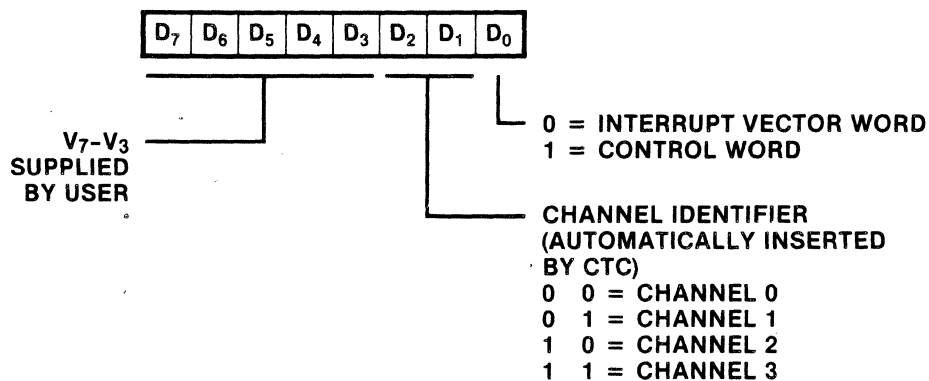 D7 D6 D5 D4 D3 D2 D1 D0
V7-V3
SUPPLIED
BY USER
0 = INTERRUPT VECTOR WORD
1 = CONTROL WORD
CHANNEL IDENTIFIER
(AUTOMATICALLY INSERTED
BY CTC)
0 0 = CHANNEL 0
0 1 = CHANNEL 1
1 0 = CHANNEL 2
1 1 = CHANNEL 3